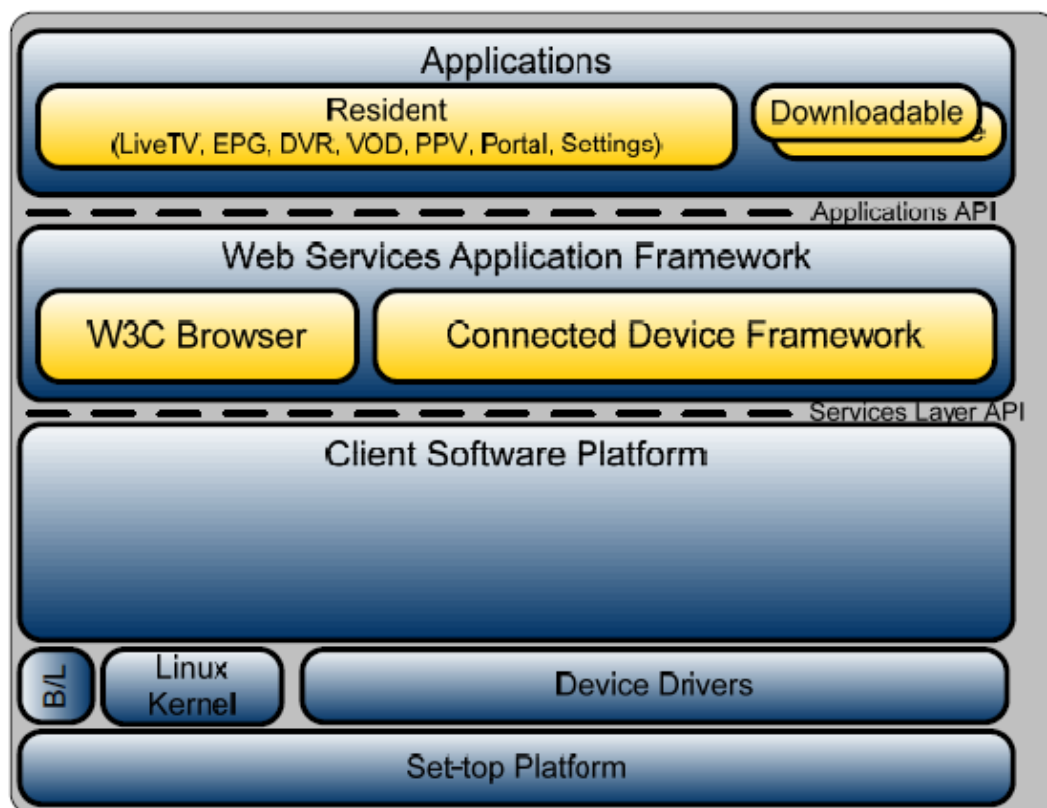 Applications
Resident
(LiveTV, EPG, DVR, VOD, PPV, Portal, Settings)
Downloadable
Applications API
Web Services Application Framework
W3C Browser
Connected Device Framework
Services Layer API
Client Software Platform
B/L
Linux
Kernel
Device Drivers
Set-top Platform